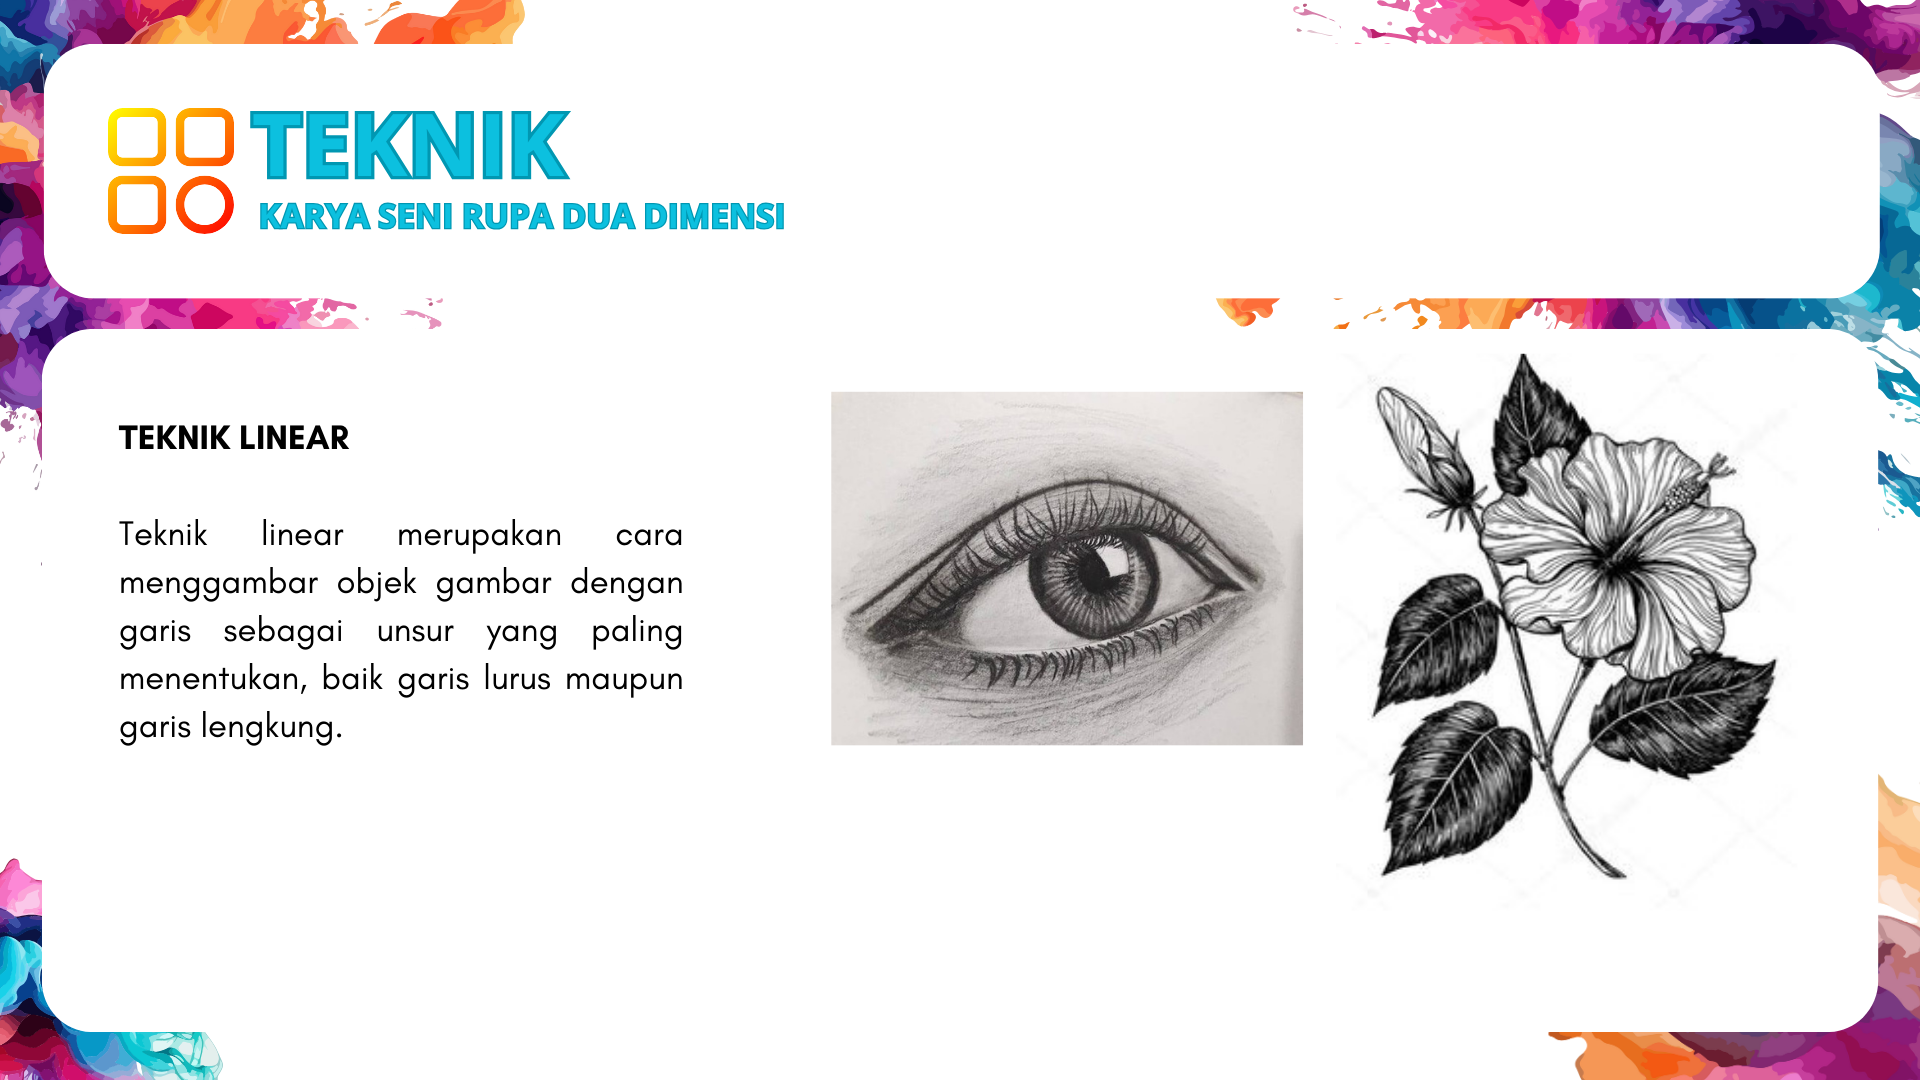 TEKNIK
KARYA SENI RUPA DUA DIMENSI
TEKNIK LINEAR
Teknik linear merupakan cara
menggambar objek gambar dengan
garis sebagai unsur yang paling
menentukan, baik garis lurus maupun
garis lengkung.